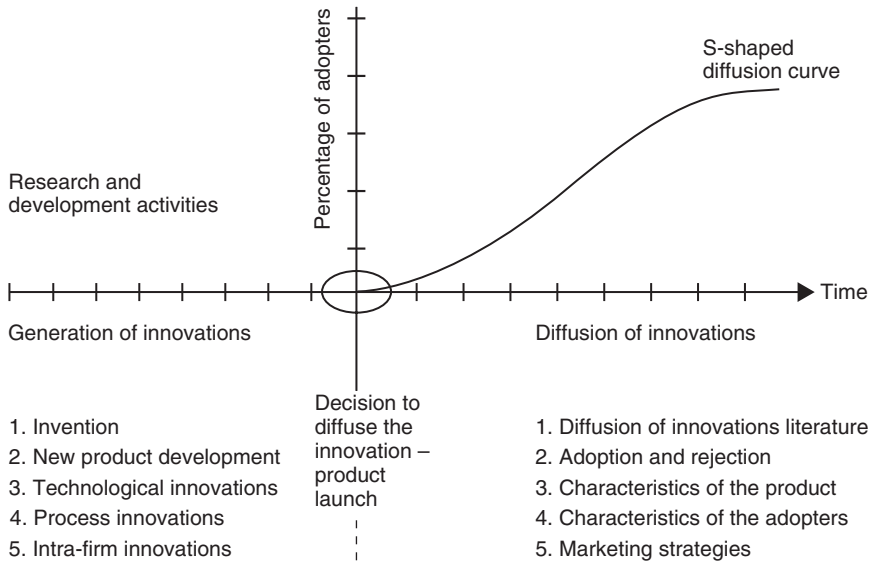 Percentage of adopters
S-shaped
diffusion curve
Research and
development activities
Time
Generation of innovations
Diffusion of innovations
Decision to
diffuse the
innovation –
product
launch
1. Invention
2. New product development
3. Technological innovations
4. Process innovations
5. Intra-firm innovations
1. Diffusion of innovations literature
2. Adoption and rejection
3. Characteristics of the product
4. Characteristics of the adopters
5. Marketing strategies